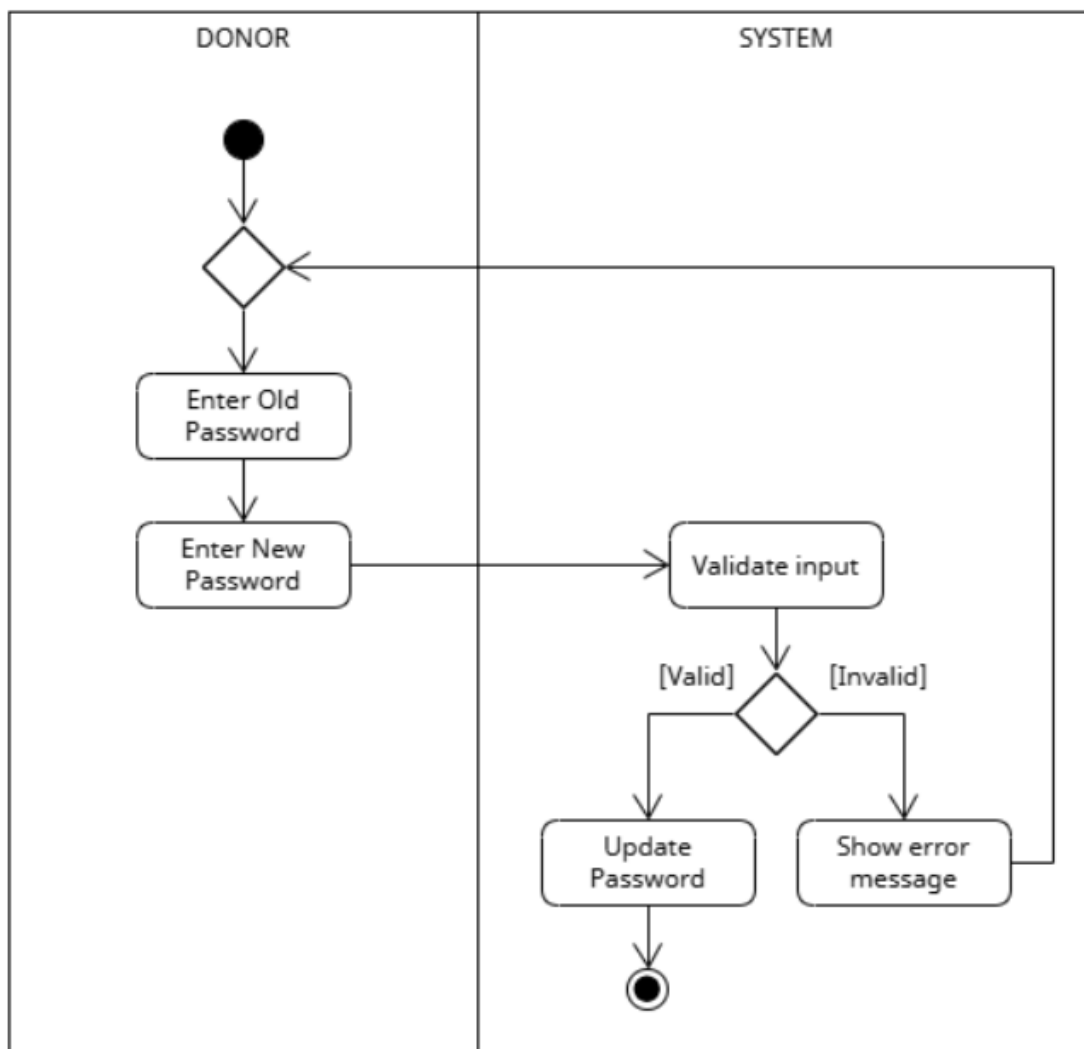 DONOR
SYSTEM
Enter Old
Password
Enter New
Password
Validate input
[Valid]
[Invalid]
Update
Password
Show error
message